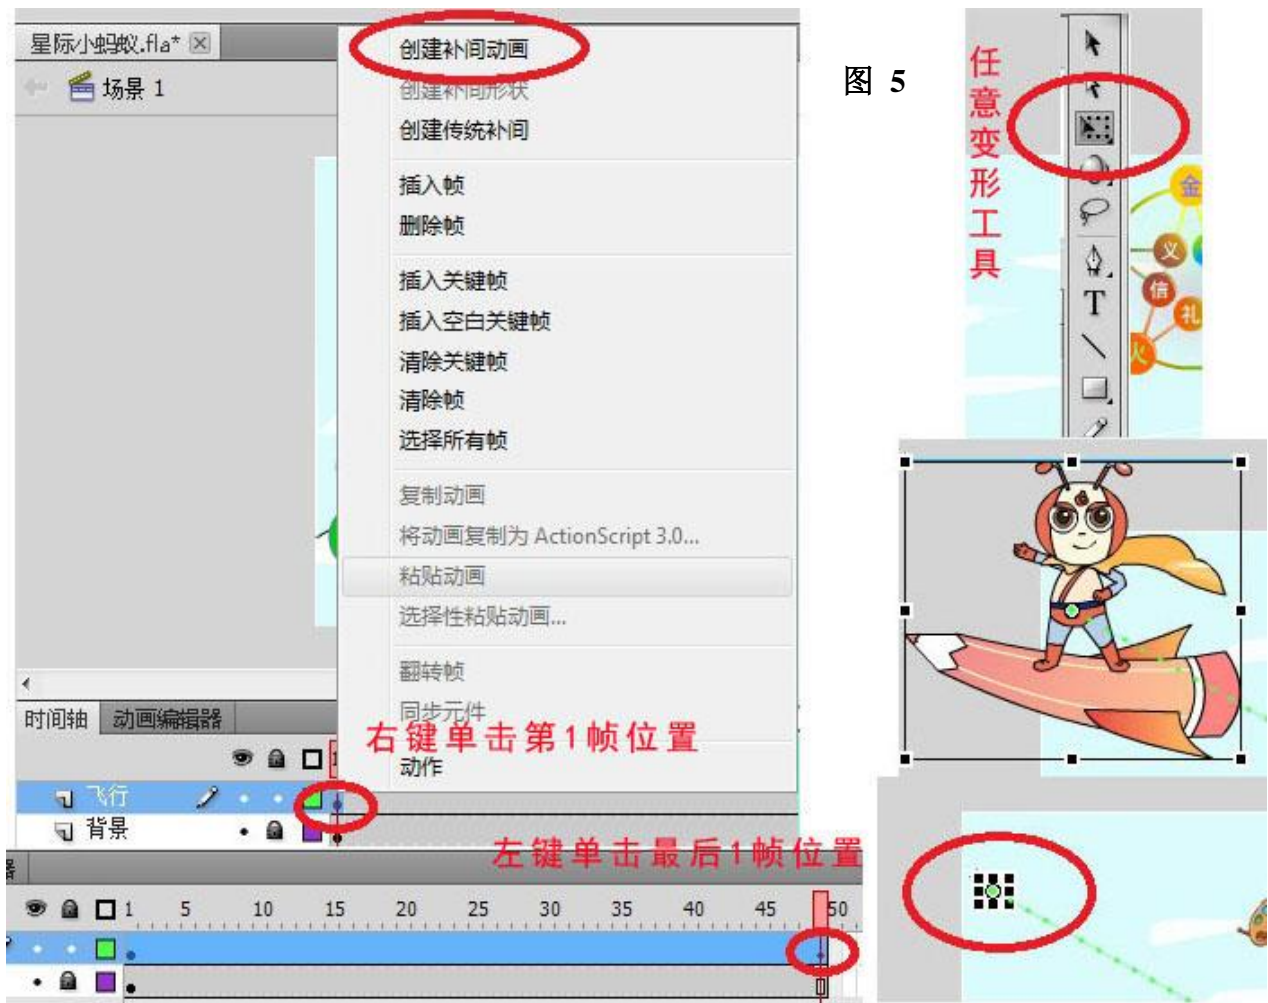 星际小蚂蚁.fla*
场景 1
创建补间动画
创建补间形状
创建传统补间
插入帧
删除帧
插入关键帧
插入空白关键帧
清除关键帧
清除帧
选择所有帧
复制动画
将动画复制为 ActionScript 3.0...
粘贴动画
选择性粘贴动画...
翻转帧
同步元件
动作
右键单击第1帧位置
时间轴 动画编辑器
1
飞行
背景
左键单击最后1帧位置
器
1 5 10 15 20 25 30 35 40 45 50
图 5
任意变形工具
T
金
义
信
礼
火